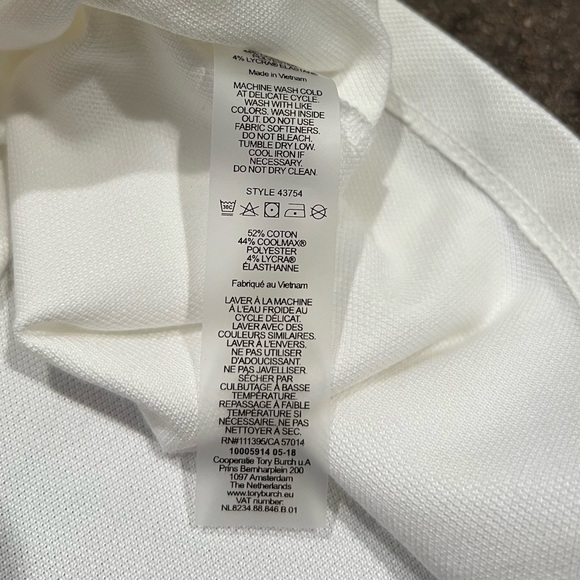 4% LYCRA® ELASTANE
Made in Vietnam
MACHINE WASH COLD
AT DELICATE CYCLE.
WASH WITH LIKE
COLORS. WASH INSIDE
OUT. DO NOT USE
FABRIC SOFTENERS.
DO NOT BLEACH.
TUMBLE DRY LOW.
COOL IRON IF
NECESSARY.
DO NOT DRY CLEAN.
STYLE 43754
30C
52% COTON
44% COOLMAX®
POLYESTER
4% LYCRA®
ÉLASTHANNE
Fabriqué au Vietnam
LAVER À LA MACHINE
À L'EAU FROIDE AU
CYCLE DÉLICAT.
LAVER AVEC DES
COULEURS SIMILAIRES.
LAVER À L'ENVERS.
NE PAS UTILISER
D'ADOUCISSANT.
NE PAS JAVELLISER
SÉCHER PAR
CULBUTAGE À BASSE
TEMPÉRATURE.
REPASSAGE À FAIBLE
TEMPÉRATURE SI
NÉCESSAIRE, NE PAS
NETTOYER À SEC.
RN#111395/CA 57014
10005914 05-18
Cooperatie Tory Burch u.A
Prins Bernharplein 200
1097 Amsterdam
The Netherlands
www.toryburch.eu
VAT number:
NL8234.88.846.B.01